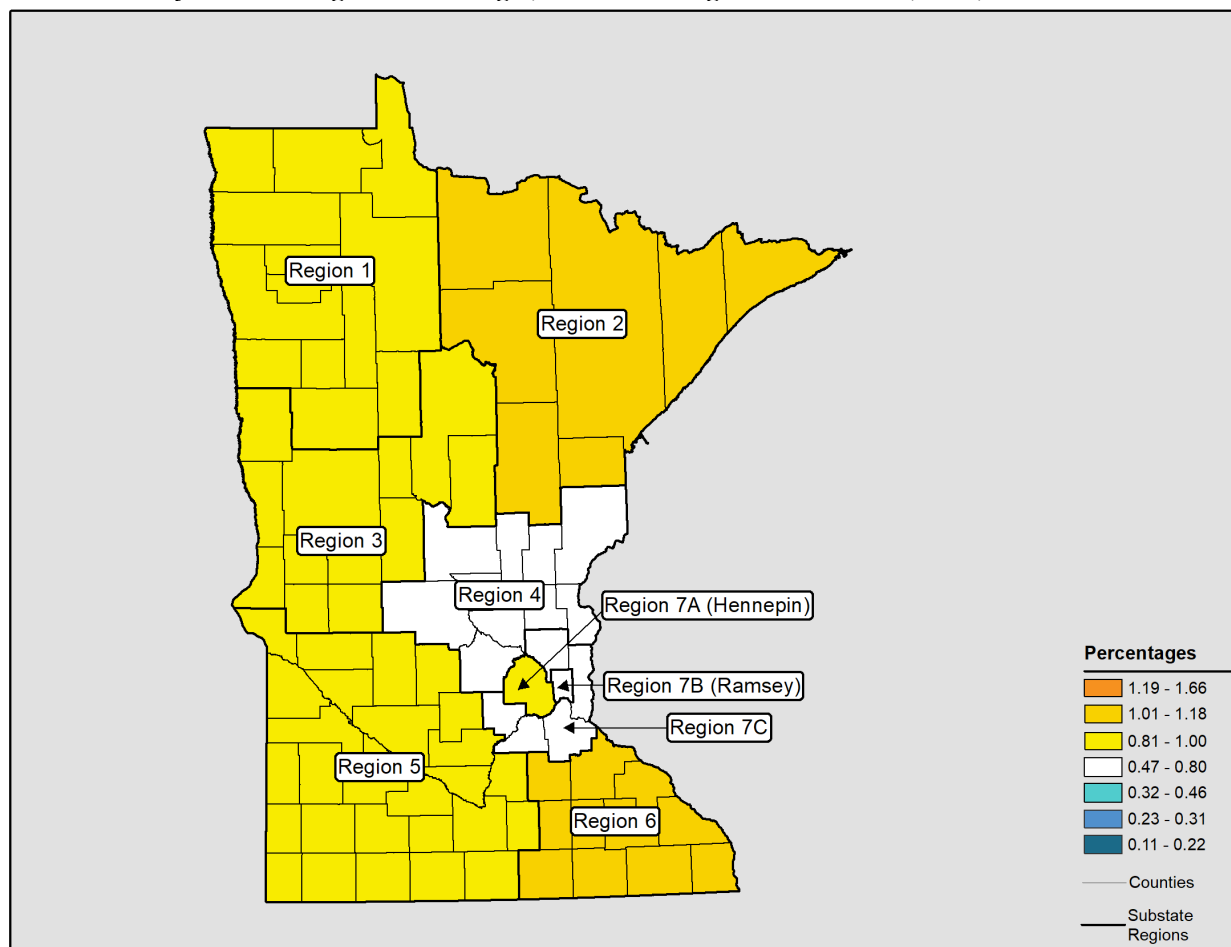 Region 1
Region 2
Region 3
Region 4
Region 7A (Hennepin)
Region 7B (Ramsey)
Region 7C
Region 5
Region 6
Percentages
1.19 - 1.66
1.01 - 1.18
0.81 - 1.00
0.47 - 0.80
0.32 - 0.46
0.23 - 0.31
0.11 - 0.22
Counties
Substate
Regions